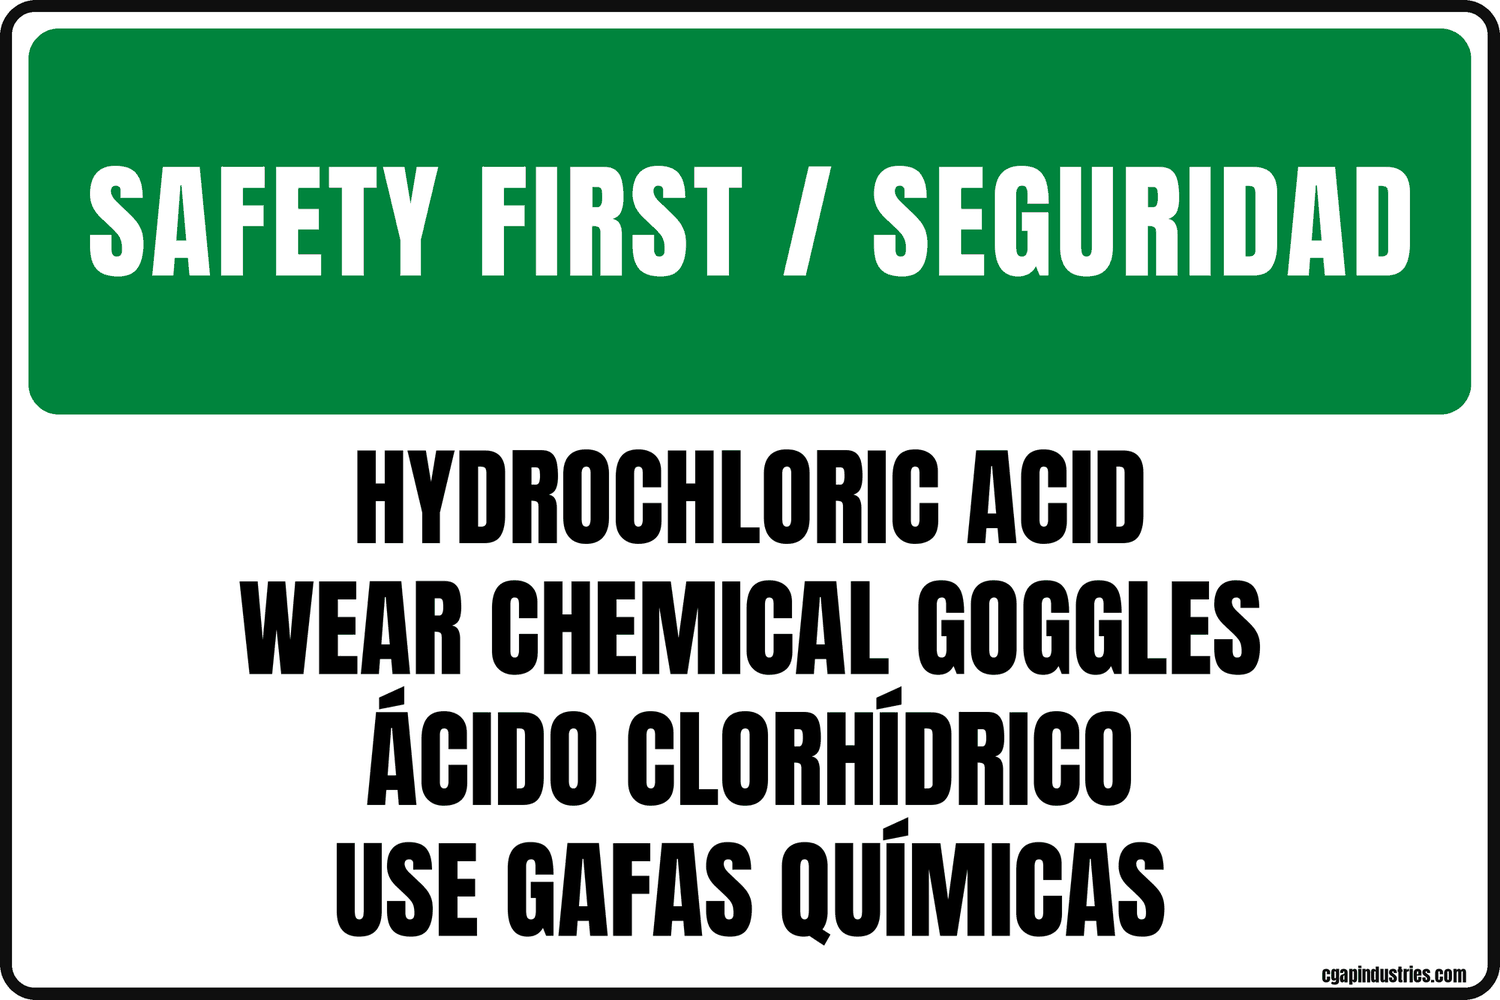 SAFETY FIRST / SEGURIDAD
HYDROCHLORIC ACID
WEAR CHEMICAL GOGGLES
ÁCIDO CLORHÍDRICO
USE GAFAS QUÍMICAS
cgapindustries.com